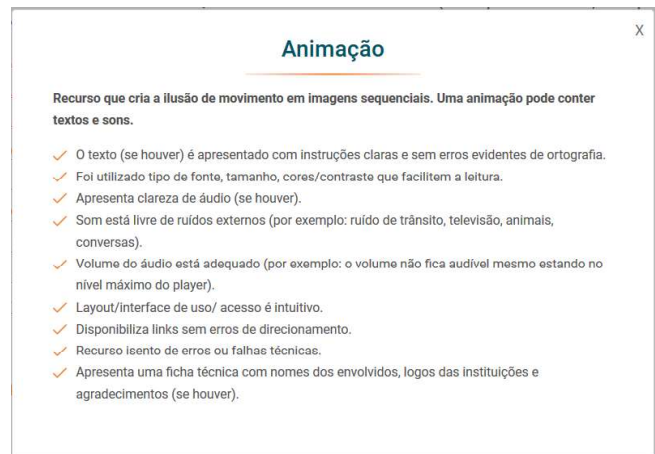 X
Animação
Recurso que cria a ilusão de movimento em imagens sequenciais. Uma animação pode conter
textos e sons.
O texto (se houver) é apresentado com instruções claras e sem erros evidentes de ortografia.
Foi utilizado tipo de fonte, tamanho, cores/contraste que facilitem a leitura.
Apresenta clareza de áudio (se houver).
Som está livre de ruídos externos (por exemplo: ruído de trânsito, televisão, animais,
conversas).
Volume do áudio está adequado (por exemplo: o volume não fica audível mesmo estando no
nível máximo do player).
Layout/interface de uso/ acesso é intuitivo.
Disponibiliza links sem erros de direcionamento.
Recurso isento de erros ou falhas técnicas.
Apresenta uma ficha técnica com nomes dos envolvidos, logos das instituições e
agradecimentos (se houver).